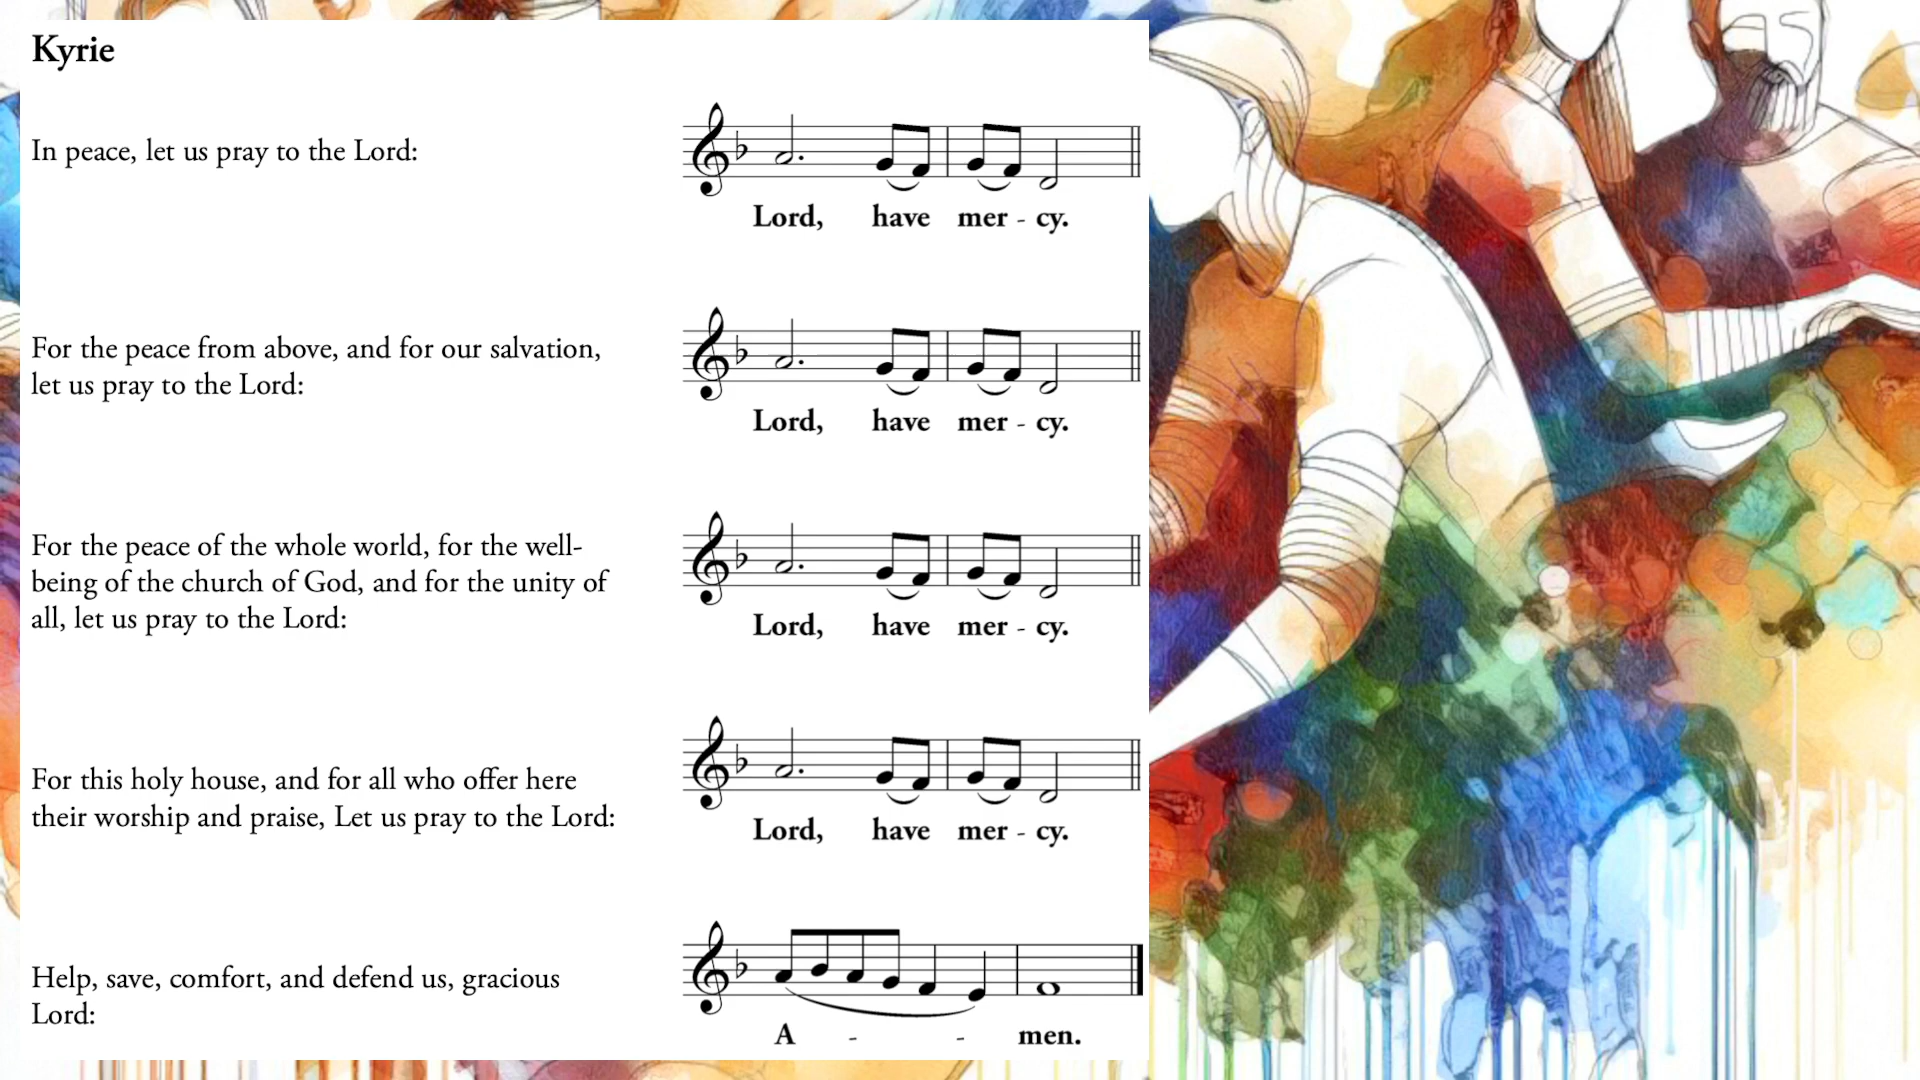 Kyrie
In peace, let us pray to the Lord:
Lord, have mer - cy.
For the peace from above, and for our salvation,
let us pray to the Lord:
Lord, have mer - cy.
For the peace of the whole world, for the well-
being of the church of God, and for the unity of
all, let us pray to the Lord:
Lord, have mer - cy.
For this holy house, and for all who offer here
their worship and praise, Let us pray to the Lord:
Lord, have mer - cy.
Help, save, comfort, and defend us, gracious
Lord:
A - - men.